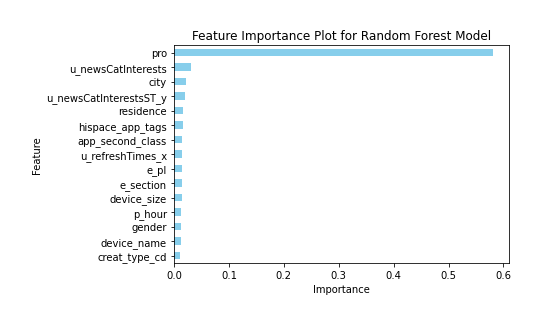 Feature Importance Plot for Random Forest Model
pro
u_newsCatInterests
city
u_newsCatInterestsST_y
residence
hispace_app_tags
app_second_class
u_refreshTimes_x
e_pl
e_section
device_size
p_hour
gender
device_name
creat_type_cd
Feature
0.0 0.1 0.2 0.3 0.4 0.5 0.6
Importance